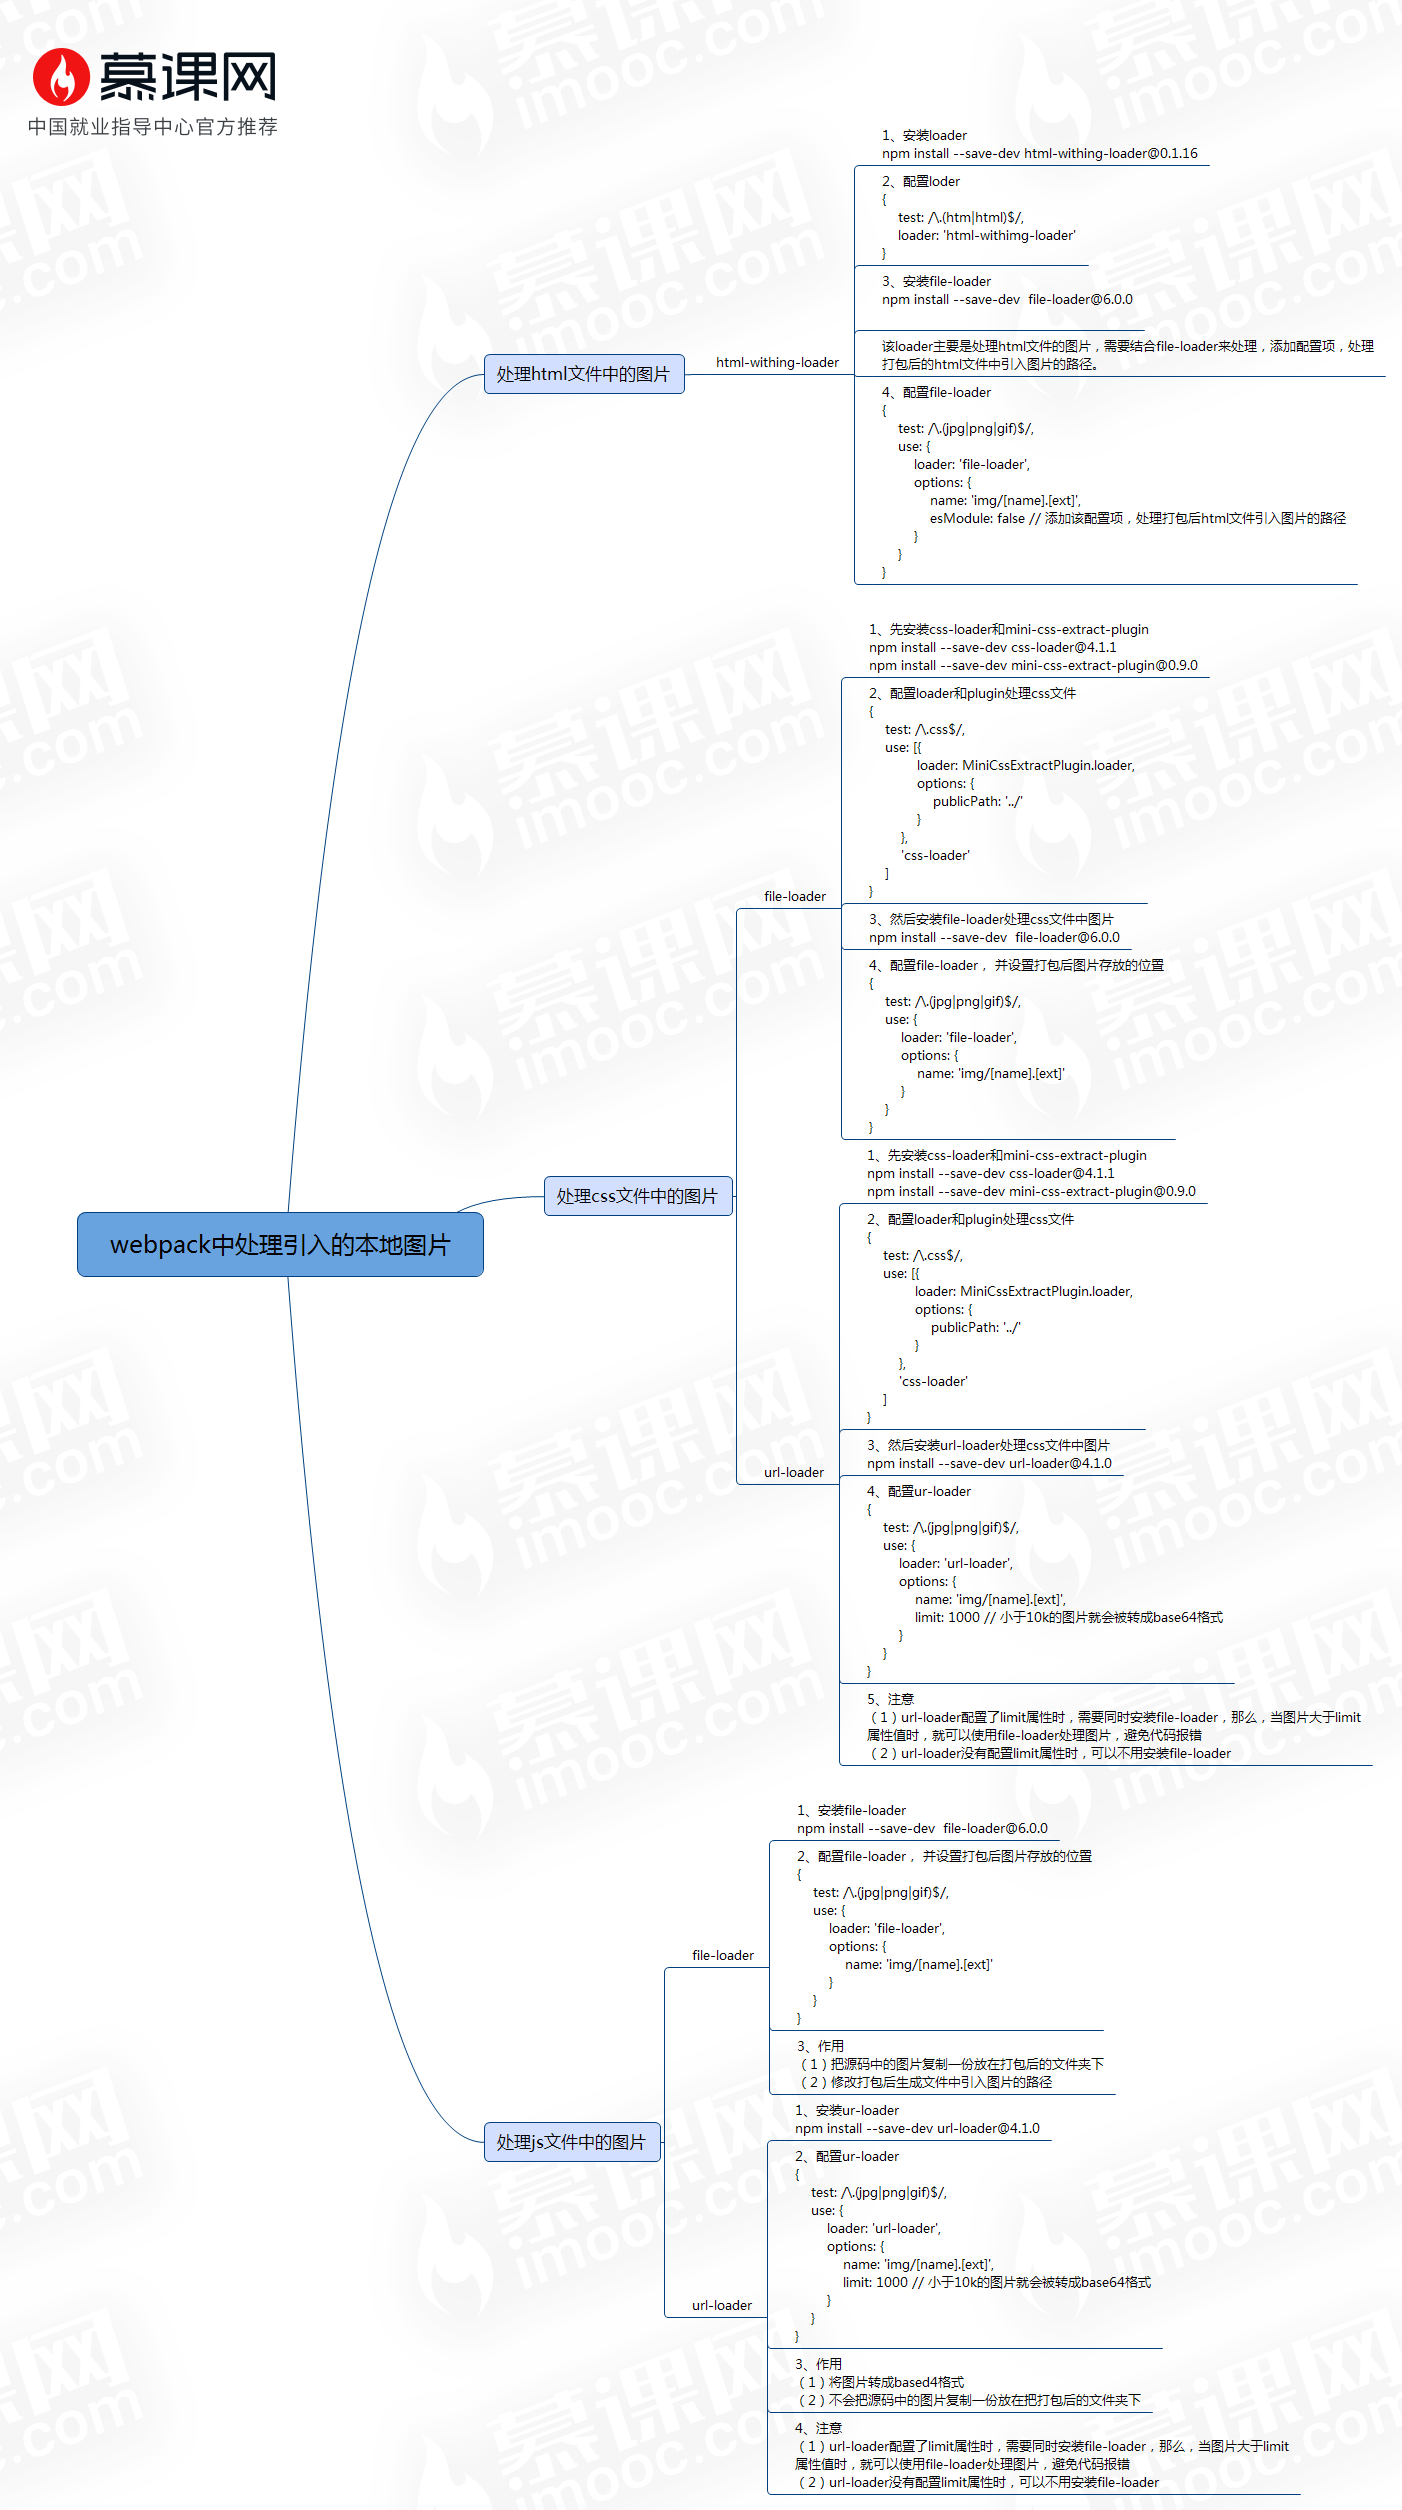 慕课网
中国就业指导中心官方推荐
webpack中处理引入的本地图片
处理html文件中的图片
html-withing-loader
1、安装loader
npm install --save-dev html-withing-loader@0.1.16
2、配置loder
{
test: /\.(htm|html)$/,
loader: 'html-withimg-loader'
}
3、安装file-loader
npm install --save-dev  file-loader@6.0.0
该loader主要是处理html文件的图片，需要结合file-loader来处理，添加配置项，处理
打包后的html文件中引入图片的路径。
4、配置file-loader
{
test: /\.(jpg|png|gif)$/,
use: {
loader: 'file-loader',
options: {
name: 'img/[name].[ext]',
esModule: false // 添加该配置项，处理打包后html文件引入图片的路径
}
}
}
处理css文件中的图片
file-loader
1、先安装css-loader和mini-css-extract-plugin
npm install --save-dev css-loader@4.1.1
npm install --save-dev mini-css-extract-plugin@0.9.0
2、配置loader和plugin处理css文件
{
test: /\.css$/,
use: [{
loader: MiniCssExtractPlugin.loader,
options: {
publicPath: '../'
}
},
'css-loader'
]
}
3、然后安装file-loader处理css文件中图片
npm install --save-dev  file-loader@6.0.0
4、配置file-loader， 并设置打包后图片存放的位置
{
test: /\.(jpg|png|gif)$/,
use: {
loader: 'file-loader',
options: {
name: 'img/[name].[ext]'
}
}
}
url-loader
1、先安装css-loader和mini-css-extract-plugin
npm install --save-dev css-loader@4.1.1
npm install --save-dev mini-css-extract-plugin@0.9.0
2、配置loader和plugin处理css文件
{
test: /\.css$/,
use: [{
loader: MiniCssExtractPlugin.loader,
options: {
publicPath: '../'
}
},
'css-loader'
]
}
3、然后安装url-loader处理css文件中图片
npm install --save-dev url-loader@4.1.0
4、配置ur-loader
{
test: /\.(jpg|png|gif)$/,
use: {
loader: 'url-loader',
options: {
name: 'img/[name].[ext]',
limit: 1000 // 小于10k的图片就会被转成base64格式
}
}
}
5、注意
（1）url-loader配置了limit属性时，需要同时安装file-loader，那么，当图片大于limit
属性值时，就可以使用file-loader处理图片，避免代码报错
（2）url-loader没有配置limit属性时，可以不用安装file-loader
处理js文件中的图片
file-loader
1、安装file-loader
npm install --save-dev  file-loader@6.0.0
2、配置file-loader， 并设置打包后图片存放的位置
{
test: /\.(jpg|png|gif)$/,
use: {
loader: 'file-loader',
options: {
name: 'img/[name].[ext]'
}
}
}
3、作用
（1）把源码中的图片复制一份放在打包后的文件夹下
（2）修改打包后生成文件中引入图片的路径
url-loader
1、安装ur-loader
npm install --save-dev url-loader@4.1.0
2、配置ur-loader
{
test: /\.(jpg|png|gif)$/,
use: {
loader: 'url-loader',
options: {
name: 'img/[name].[ext]',
limit: 1000 // 小于10k的图片就会被转成base64格式
}
}
}
3、作用
（1）将图片转成based4格式
（2）不会把源码中的图片复制一份放在把打包后的文件夹下
4、注意
（1）url-loader配置了limit属性时，需要同时安装file-loader，那么，当图片大于limit
属性值时，就可以使用file-loader处理图片，避免代码报错
（2）url-loader没有配置limit属性时，可以不用安装file-loader